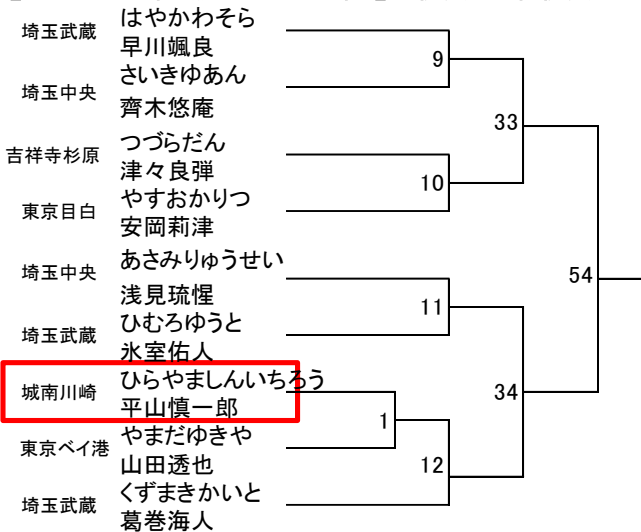 はやかわそら
埼玉武蔵
早川颯良
9
さいきゆあん
埼玉中央
齊木悠庵
33
つづらだん
吉祥寺杉原
津々良弾
10
やすおかりつ
東京目白
安岡莉津
54
あさみりゅうせい
埼玉中央
浅見琉惺
11
ひむろゆうと
埼玉武蔵
氷室佑人
34
ひらやましんいちろう
城南川崎
平山慎一郎
1
やまだゆきや
東京ベイ港
山田透也
12
くずまきかいと
埼玉武蔵
葛巻海人